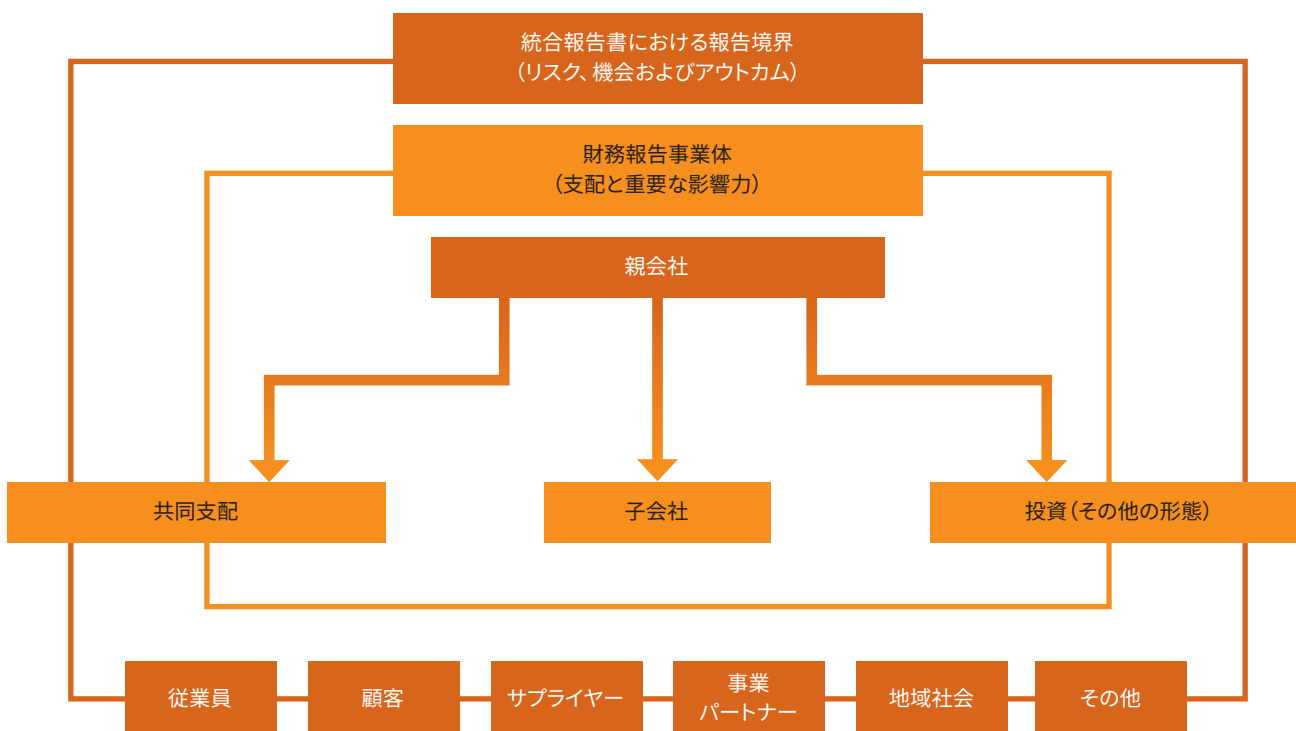 統合報告書における報告境界
（リスク、機会およびアウトカム）
財務報告事業体
（支配と重要な影響力）
親会社
共同支配
子会社
投資（その他の形態）
従業員
顧客
サプライヤー
事業
パートナー
地域社会
その他